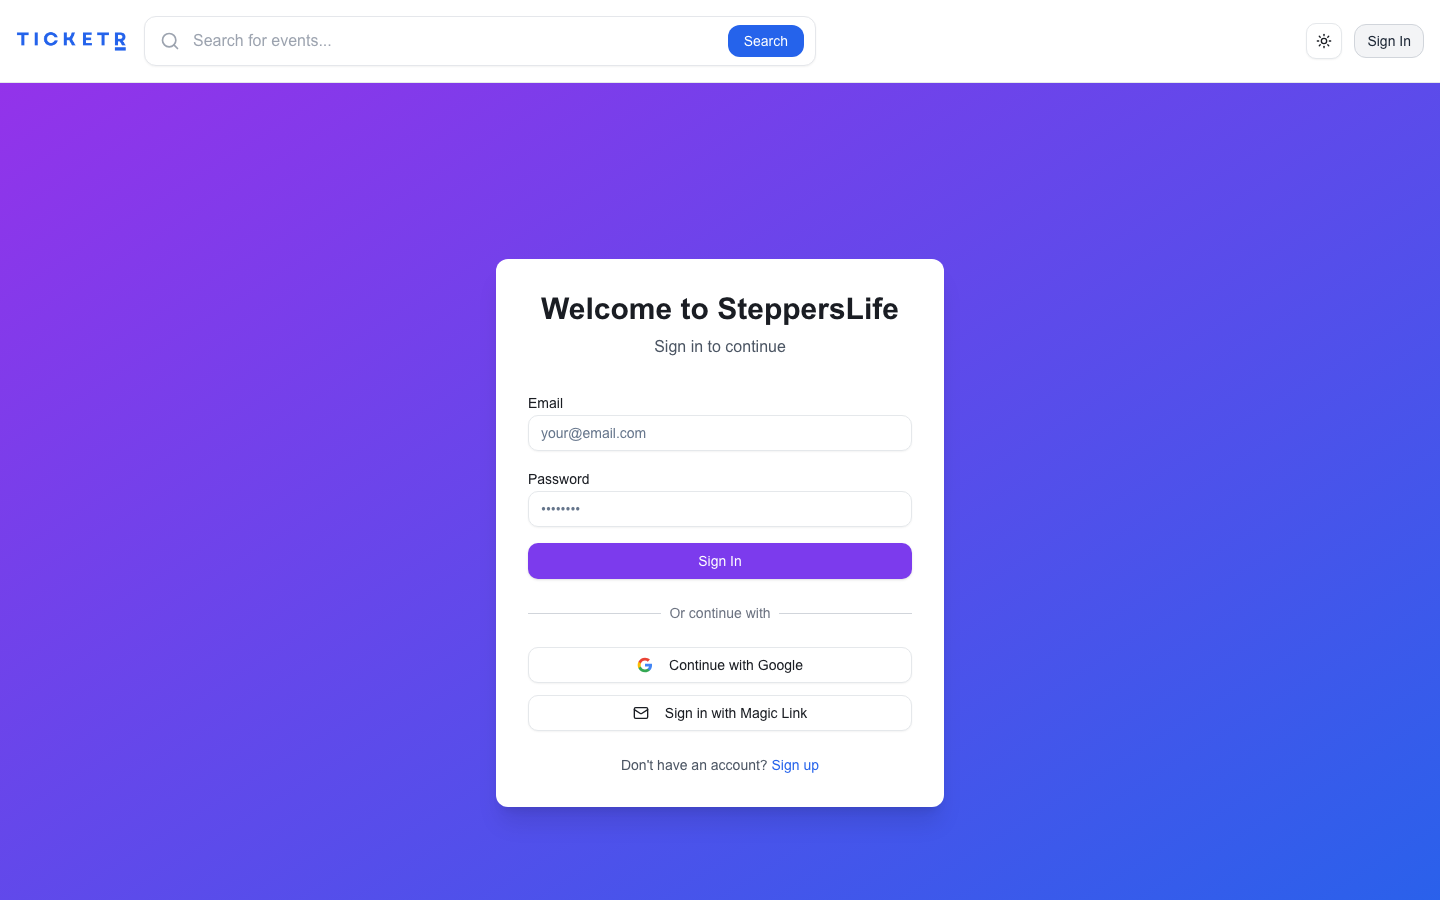 TICKETR
Search for events...
Search
Sign In
Welcome to SteppersLife
Sign in to continue
Email
your@email.com
Password
••••••••
Sign In
Or continue with
Continue with Google
Sign in with Magic Link
Don't have an account? Sign up